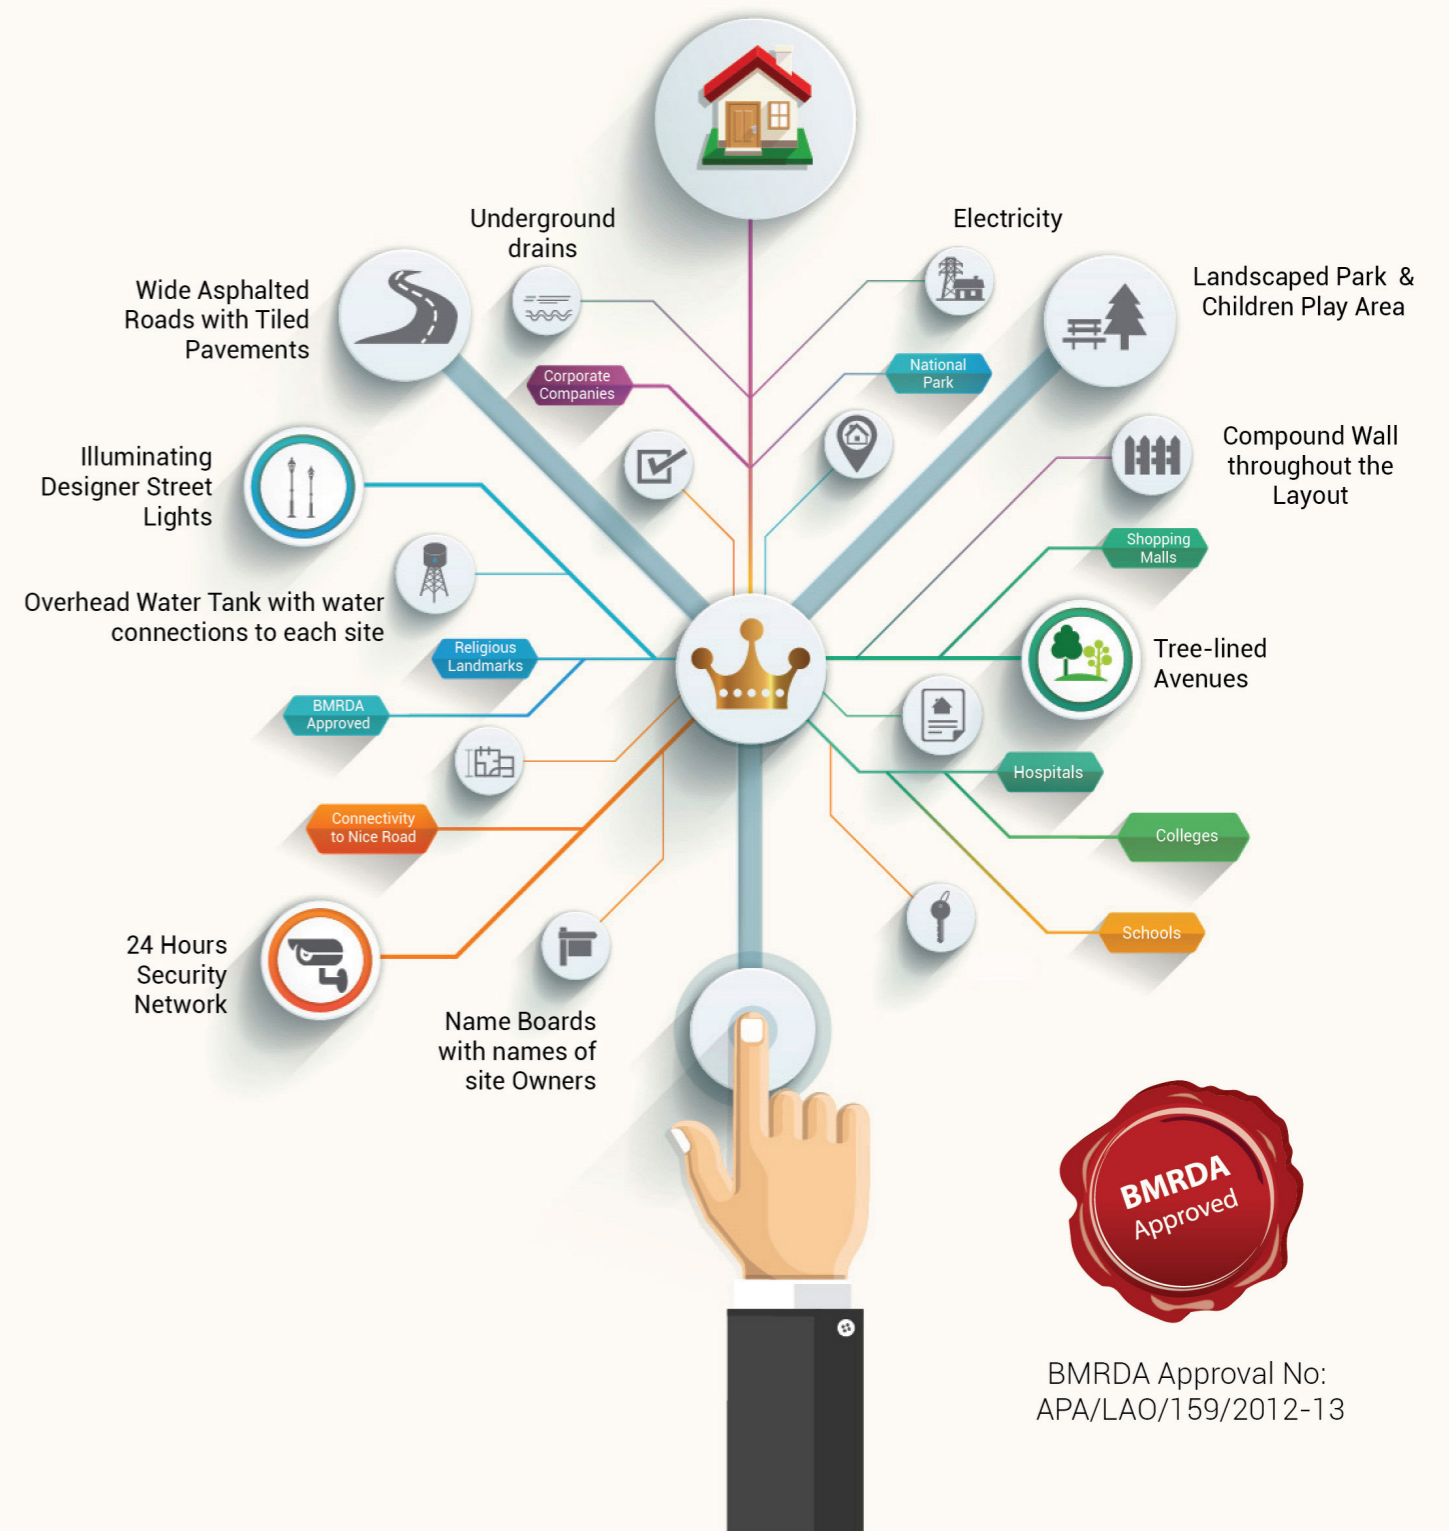 Underground
drains
Electricity
Wide Asphalted
Roads with Tiled
Pavements
Landscaped Park &
Children Play Area
Corporate
Companies
National
Park
Illuminating
Designer Street
Lights
Compound Wall
throughout the
Layout
Shopping
Malls
Overhead Water Tank with water
connections to each site
Religious
Landmarks
Tree-lined
Avenues
BMRDA
Approved
Hospitals
Connectivity
to Nice Road
Colleges
Schools
24 Hours
Security
Network
Name Boards
with names of
site Owners
BMRDA
Approved
BMRDA Approval No:
APA/LAO/159/2012-13